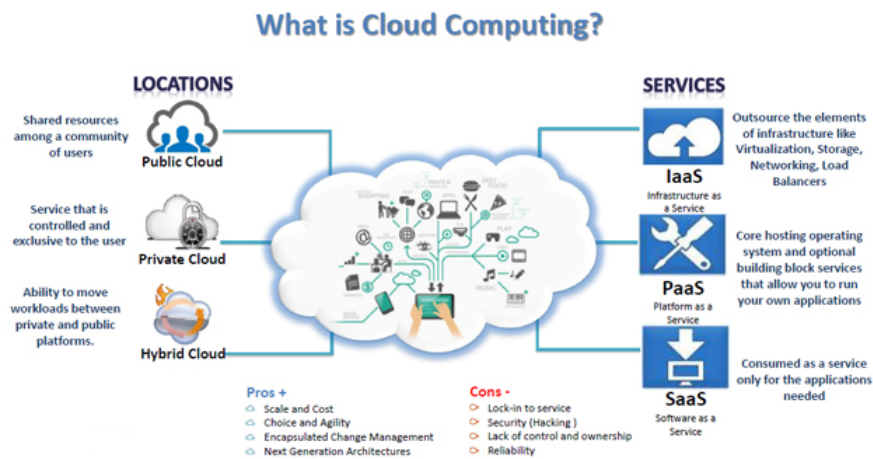 What is Cloud Computing?
LOCATIONS
Shared resources
among a community
of users
Public Cloud
Service that is
controlled and
exclusive to the user
Private Cloud
Ability to move
workloads between
private and public
platforms.
Hybrid Cloud
SHOPPING
MAPS &
FOOD
PLAY
MUSIC
SERVICES
IaaS
Infrastructure as
a Service
Outsource the elements
of infrastructure like
Virtualization, Storage,
Networking, Load
Balancers
PaaS
Platform as a
Service
Core hosting operating
system and optional
building block services
that allow you to run
your own applications
SaaS
Software as a
Service
Consumed as a service
only for the applications
needed
Pros +
Scale and Cost
Choice and Agility
Encapsulated Change Management
Next Generation Architectures
Cons -
Lock-in to service
Security (Hacking )
Lack of control and ownership
Reliability